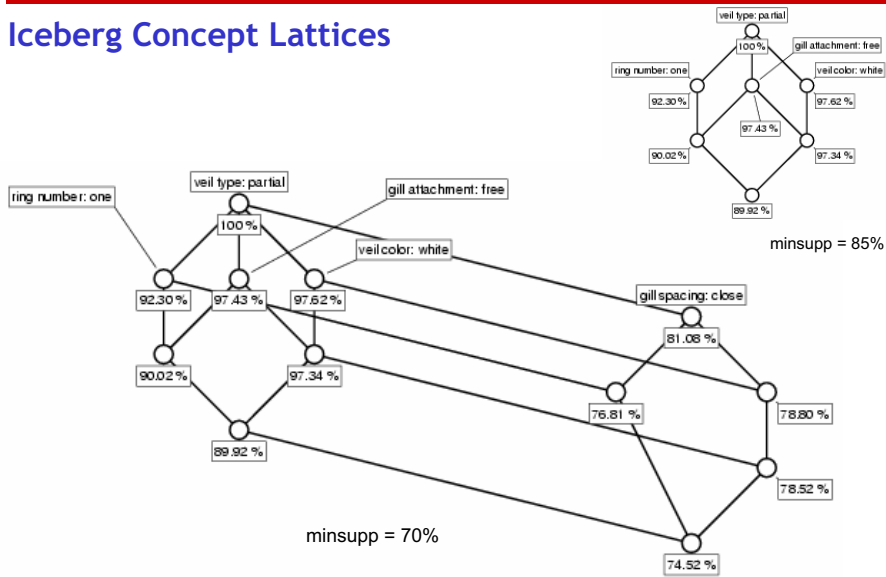 Iceberg Concept Lattices
veil type: partial
100%
gill attachment: free
ring number: one
veil color: white
92.30 %
97.62 %
97.43 %
90.02 %
97.34 %
89.92 %
minsupp = 85%
veil type: partial
ring number: one
gill attachment: free
100 %
veil color: white
92.30 %
97.43 %
97.62 %
gill spacing: close
81.08 %
90.02 %
97.34 %
76.81 %
78.80 %
89.92 %
78.52 %
minsupp = 70%
74.52 %